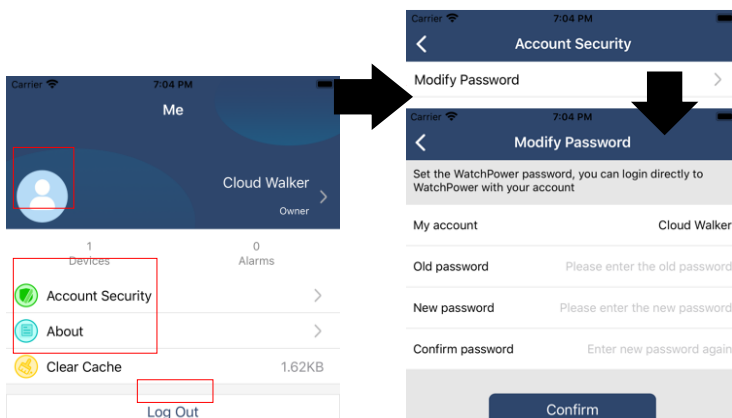 Carrier 7:04 PM
Me
Cloud Walker
Owner
1 0
Devices Alarms
Account Security
About
Clear Cache 1.62KB
Log Out
Carrier 7:04 PM
Account Security
Modify Password
Carrier 7:04 PM
Modify Password
Set the WatchPower password, you can login directly to
WatchPower with your account
My account Cloud Walker
Old password Please enter the old password
New password Please enter the new password
Confirm password Enter new password again
Confirm